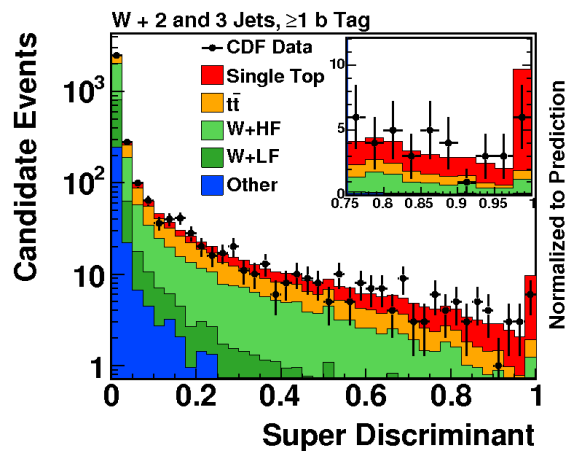 W + 2 and 3 Jets, ≥1 b Tag
Candidate Events
10³
10²
10
1
CDF Data
Single Top
tt̄
W+HF
W+LF
Other
10
5
0
0.75 0.8 0.85 0.9 0.95 1
Normalized to Prediction
0 0.2 0.4 0.6 0.8 1
Super Discriminant